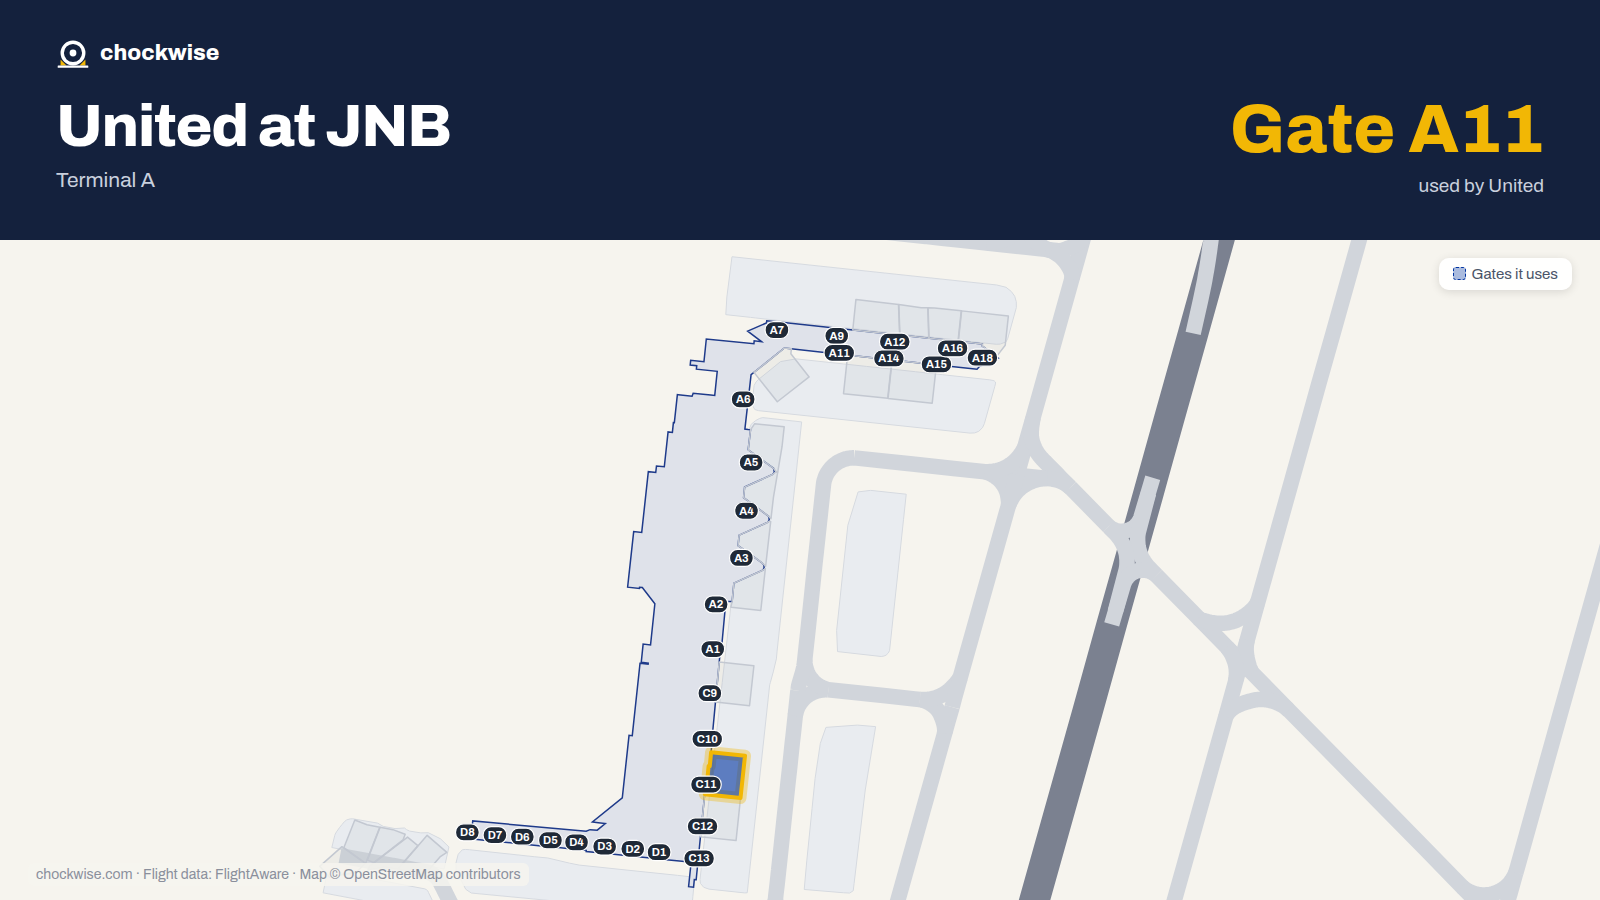 chockwise
United at JNB
Terminal A
Gate A11
used by United
Gates it uses
A7
A9
A11
A12
A14
A16
A15
A18
A6
A5
A4
A3
A2
A1
C9
C10
C11
C12
C13
D8
D7
D6
D5
D4
D3
D2
D1
chockwise.com · Flight data: FlightAware · Map © OpenStreetMap contributors